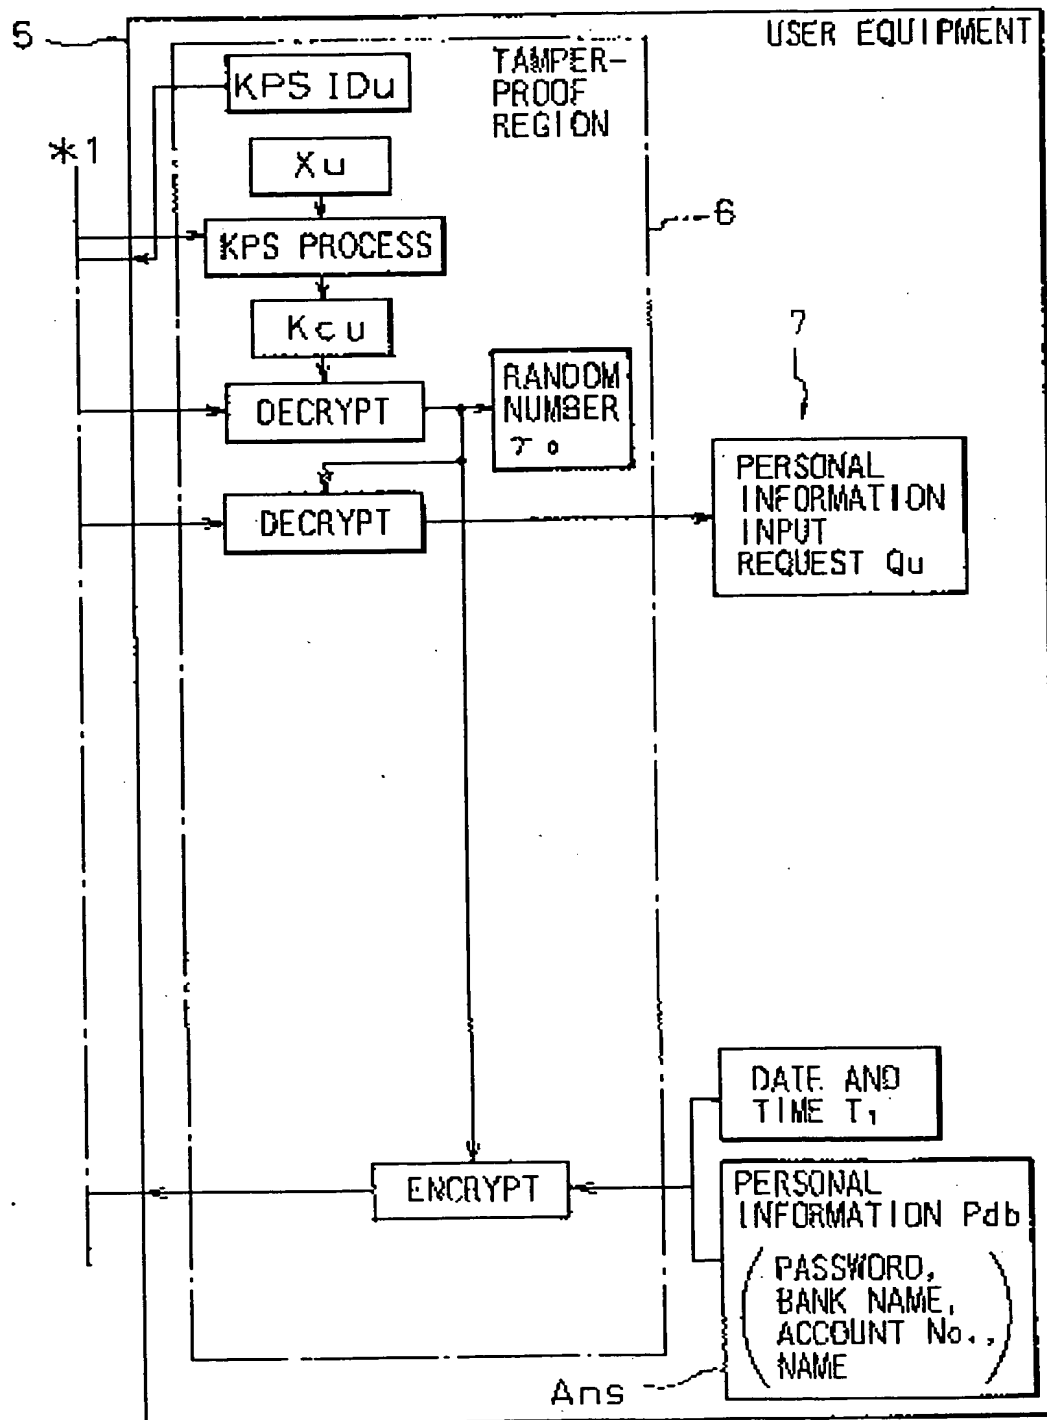 5
USER EQUIPMENT
TAMPER-
PROOF
REGION
KPS IDu
*1
Xu
6
KPS PROCESS
Kcu
7
RANDOM
NUMBER
r0
DECRYPT
PERSONAL
INFORMATION
INPUT
REQUEST Qu
DECRYPT
DATE AND
TIME T1
ENCRYPT
PERSONAL
INFORMATION Pdb
(PASSWORD,
BANK NAME,
ACCOUNT No.,
NAME)
Ans